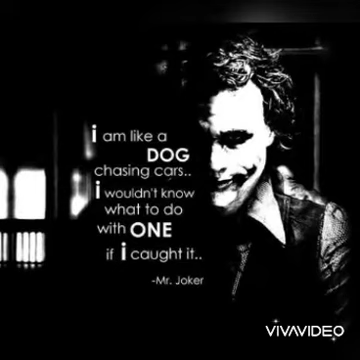 i am like a
DOG
chasing cars..
i wouldn't know
what to do
with ONE
if i caught it..
-Mr. Joker
VIVAVIDEO